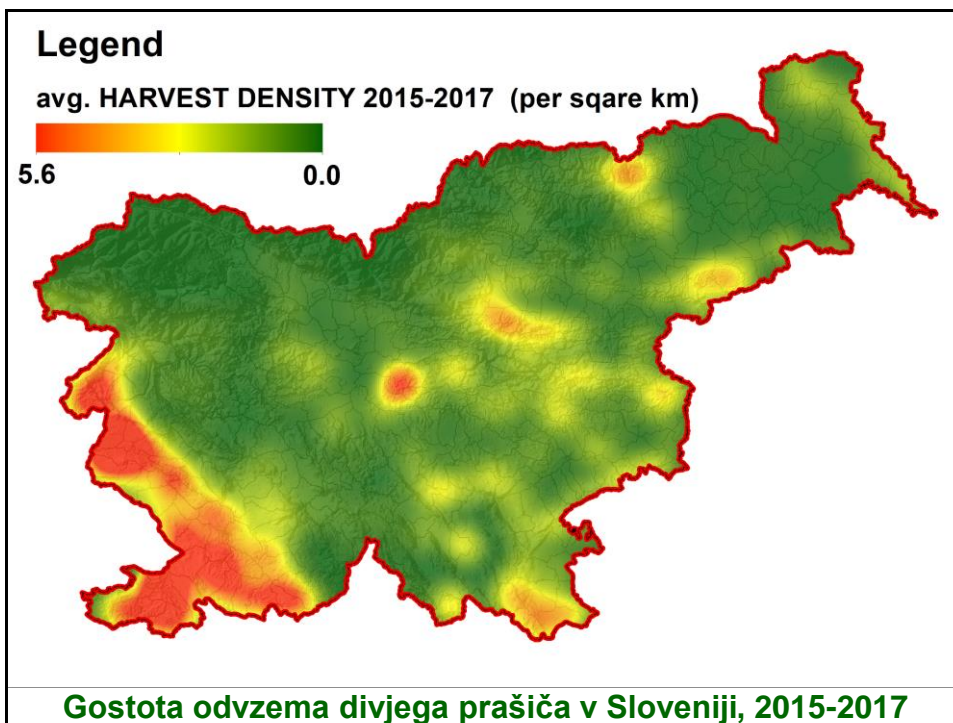 Legend
avg. HARVEST DENSITY 2015-2017 (per sqare km)
5.6 0.0
Gostota odvzema divjega prašiča v Sloveniji, 2015-2017